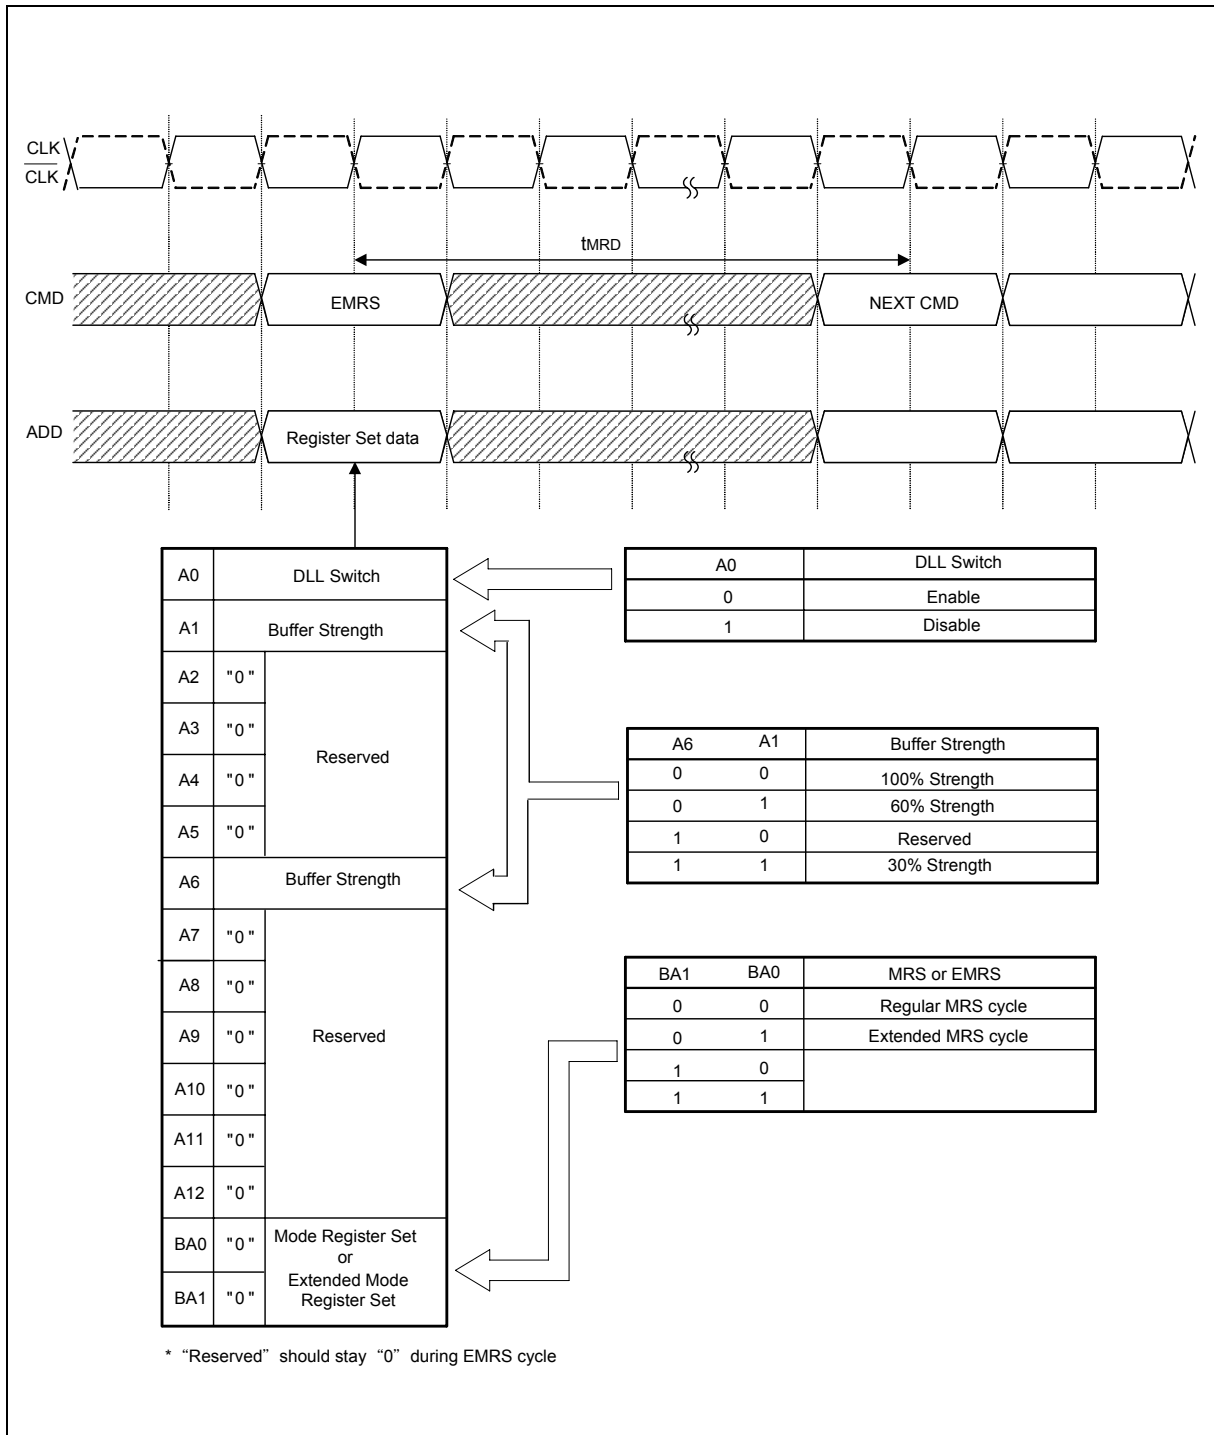 CLK
CLK
tMRD
CMD
EMRS
NEXT CMD
ADD
Register Set data
A0 DLL Switch
A1 Buffer Strength
A2 "0"
A3 "0"
Reserved
A4 "0"
A5 "0"
A6 Buffer Strength
A7 "0"
A8 "0"
A9 "0" Reserved
A10 "0"
A11 "0"
A12 "0"
BA0 "0" Mode Register Set
or
Extended Mode
BA1 "0" Register Set
A0 DLL Switch
0 Enable
1 Disable
A6 A1 Buffer Strength
0 0 100% Strength
0 1 60% Strength
1 0 Reserved
1 1 30% Strength
BA1 BA0 MRS or EMRS
0 0 Regular MRS cycle
0 1 Extended MRS cycle
1 0
1 1
* “Reserved” should stay “0” during EMRS cycle